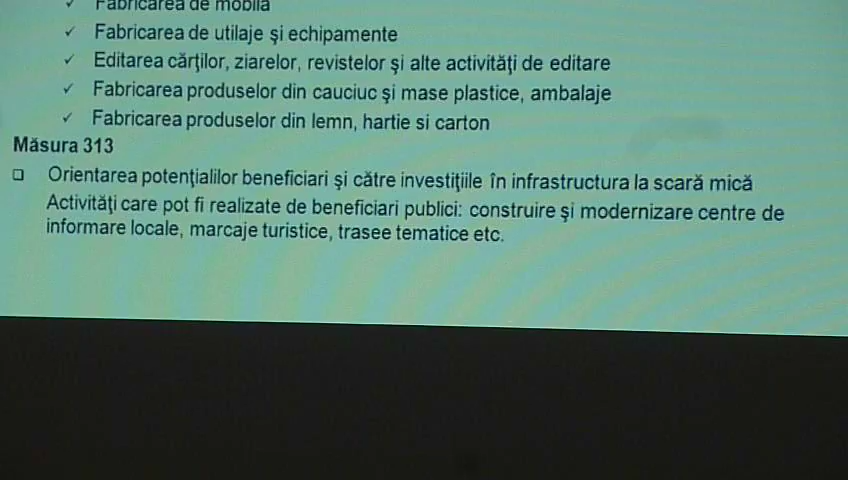 Fabricarea de mobila
✓ Fabricarea de utilaje şi echipamente
✓ Editarea cărţilor, ziarelor, revistelor şi alte activităţi de editare
✓ Fabricarea produselor din cauciuc şi mase plastice, ambalaje
✓ Fabricarea produselor din lemn, hartie si carton
Măsura 313
❑ Orientarea potenţialilor beneficiari şi către investiţiile în infrastructura la scară mică
Activităţi care pot fi realizate de beneficiari publici: construire şi modernizare centre de
informare locale, marcaje turistice, trasee tematice etc.